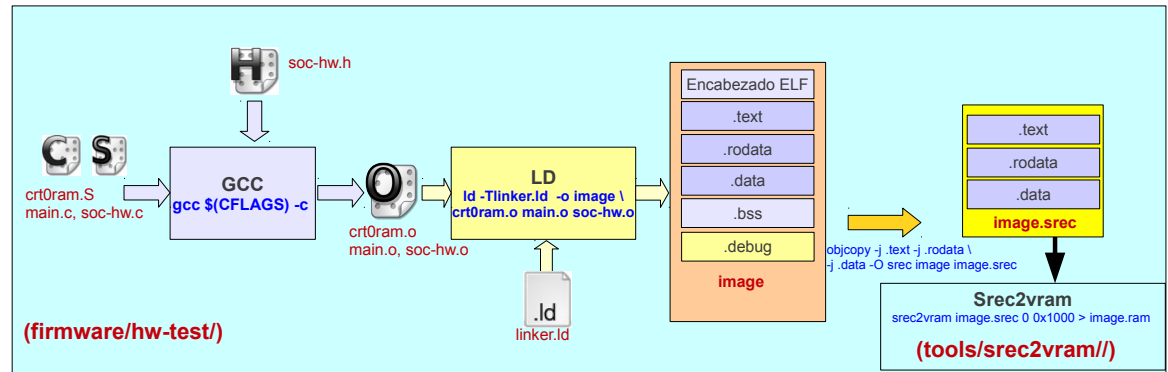 H
soc-hw.h
C
S
crt0ram.S
main.c, soc-hw.c
GCC
gcc $(CFLAGS) -c
O
crt0ram.o
main.o, soc-hw.o
LD
ld -Tlinker.ld -o image \
crt0ram.o main.o soc-hw.o
.ld
linker.ld
(firmware/hw-test/)
Encabezado ELF
.text
.rodata
.data
.bss
.debug
image
objcopy -j .text -j .rodata \
-j .data -O srec image image.srec
.text
.rodata
.data
image.srec
Srec2vram
srec2vram image.srec 0 0x1000 > image.ram
(tools/srec2vram//)